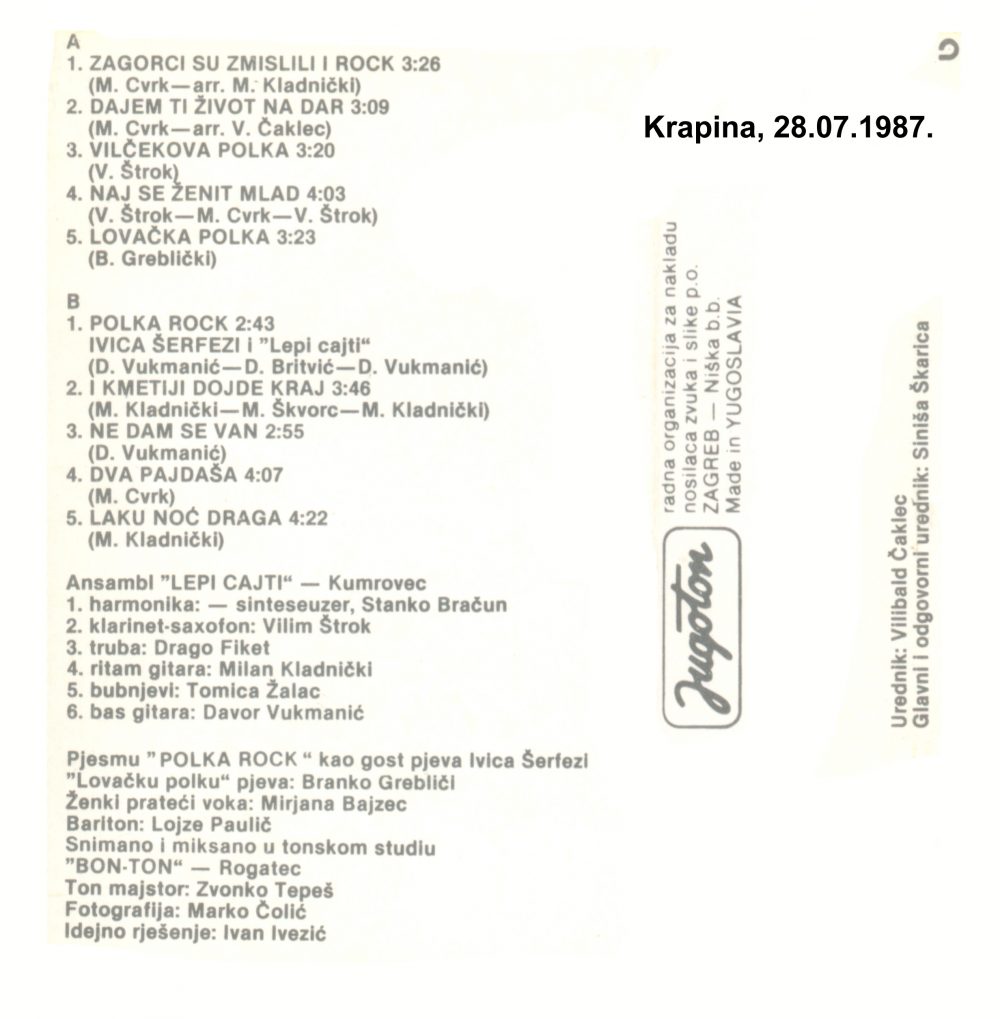 A
1. ZAGORCI SU ZMISLILI I ROCK 3:26
(M. Cvrk—arr. M. Kladnički)
2. DAJEM TI ŽIVOT NA DAR 3:09
(M. Cvrk—arr. V. Čaklec)
3. VILČEKOVA POLKA 3:20
(V. Štrok)
4. NAJ SE ŽENIT MLAD 4:03
(V. Štrok—M. Cvrk—V. Štrok)
5. LOVAČKA POLKA 3:23
(B. Greblički)
B
1. POLKA ROCK 2:43
IVICA ŠERFEZI i "Lepi cajti“
(D. Vukmanić—D. Britvić—D. Vukmanić)
2. I KMETIJI DOJDE KRAJ 3:46
(M. Kladnički—M. Škvorc—M. Kladnički)
3. NE DAM SE VAN 2:55
(D. Vukmanić)
4. DVA PAJDAŠA 4:07
(M. Cvrk)
5. LAKU NOĆ DRAGA 4:22
(M. Kladnički)
Ansambl "LEPI CAJTI“ — Kumrovec
1. harmonika: — sinteseuzer, Stanko Bračun
2. klarinet-saxofon: Vilim Štrok
3. truba: Drago Fiket
4. ritam gitara: Milan Kladnički
5. bubnjevi: Tomica Žalac
6. bas gitara: Davor Vukmanić
Pjesmu "POLKA ROCK “ kao gost pjeva Ivica Šerfezi
"Lovačku polku“ pjeva: Branko Grebliči
Ženki prateći voka: Mirjana Bajzec
Bariton: Lojze Paulič
Snimano i miksano u tonskom studiu
"BON-TON“ — Rogatec
Ton majstor: Zvonko Tepeš
Fotografija: Marko Čolić
Idejno rješenje: Ivan Ivezić
Krapina, 28.07.1987.
Jugoton
radna organizacija za nakladu
nosilaca zvuka i slike p.o.
ZAGREB — Niška b.b.
Made in YUGOSLAVIA
Urednik: Vilibald Čaklec
Glavni i odgovorni urednik: Siniša Škarica